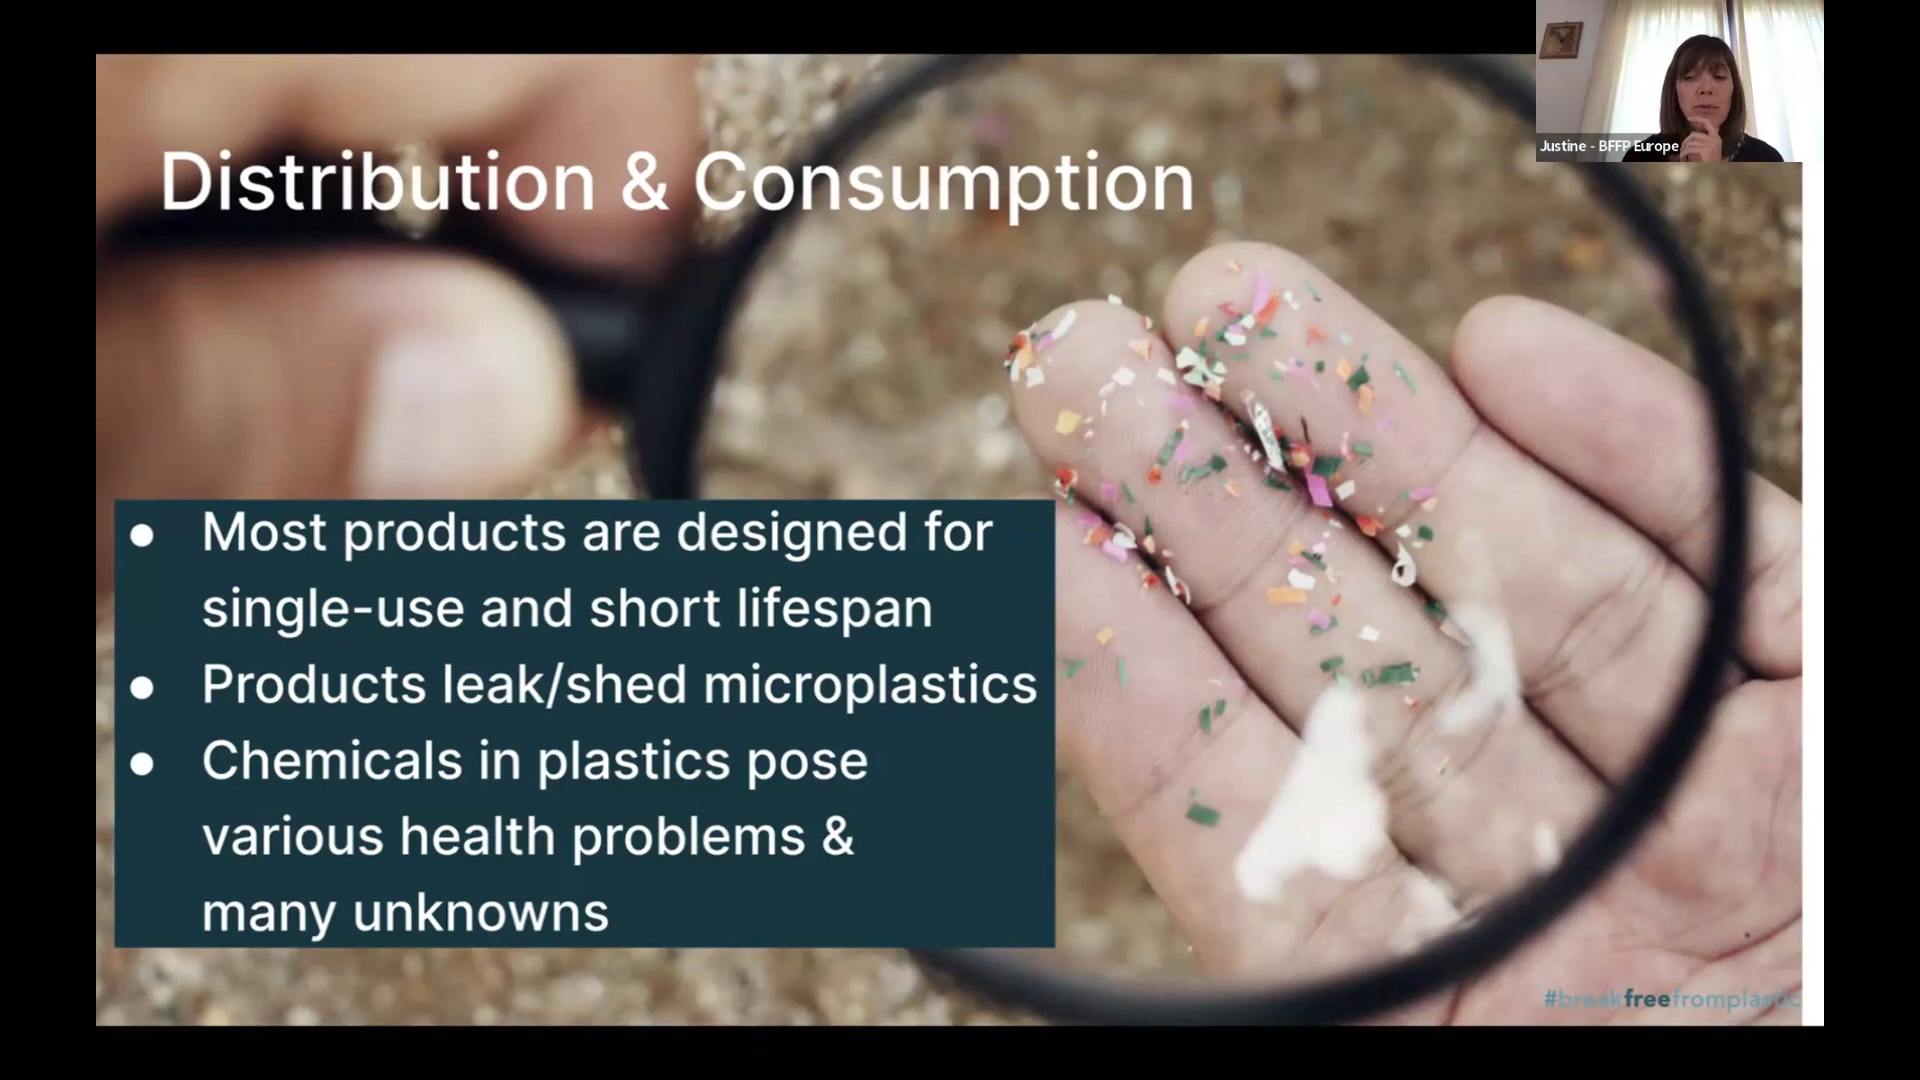 Justine - BFFP Europe
Distribution & Consumption
● Most products are designed for
single-use and short lifespan
● Products leak/shed microplastics
● Chemicals in plastics pose
various health problems &
many unknowns
#breakfreefromplastic